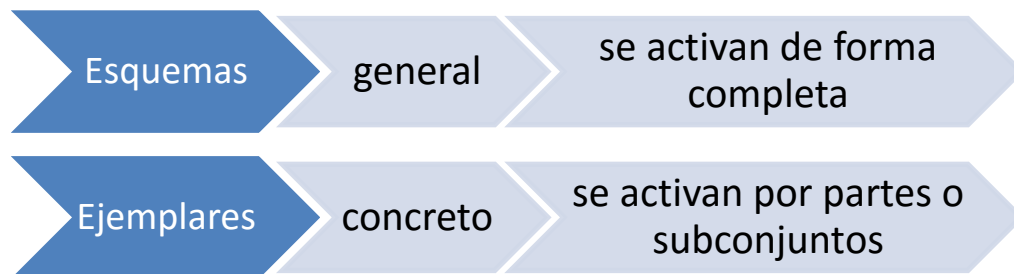 Esquemas
general
se activan de forma
completa
Ejemplares
concreto
se activan por partes o
subconjuntos